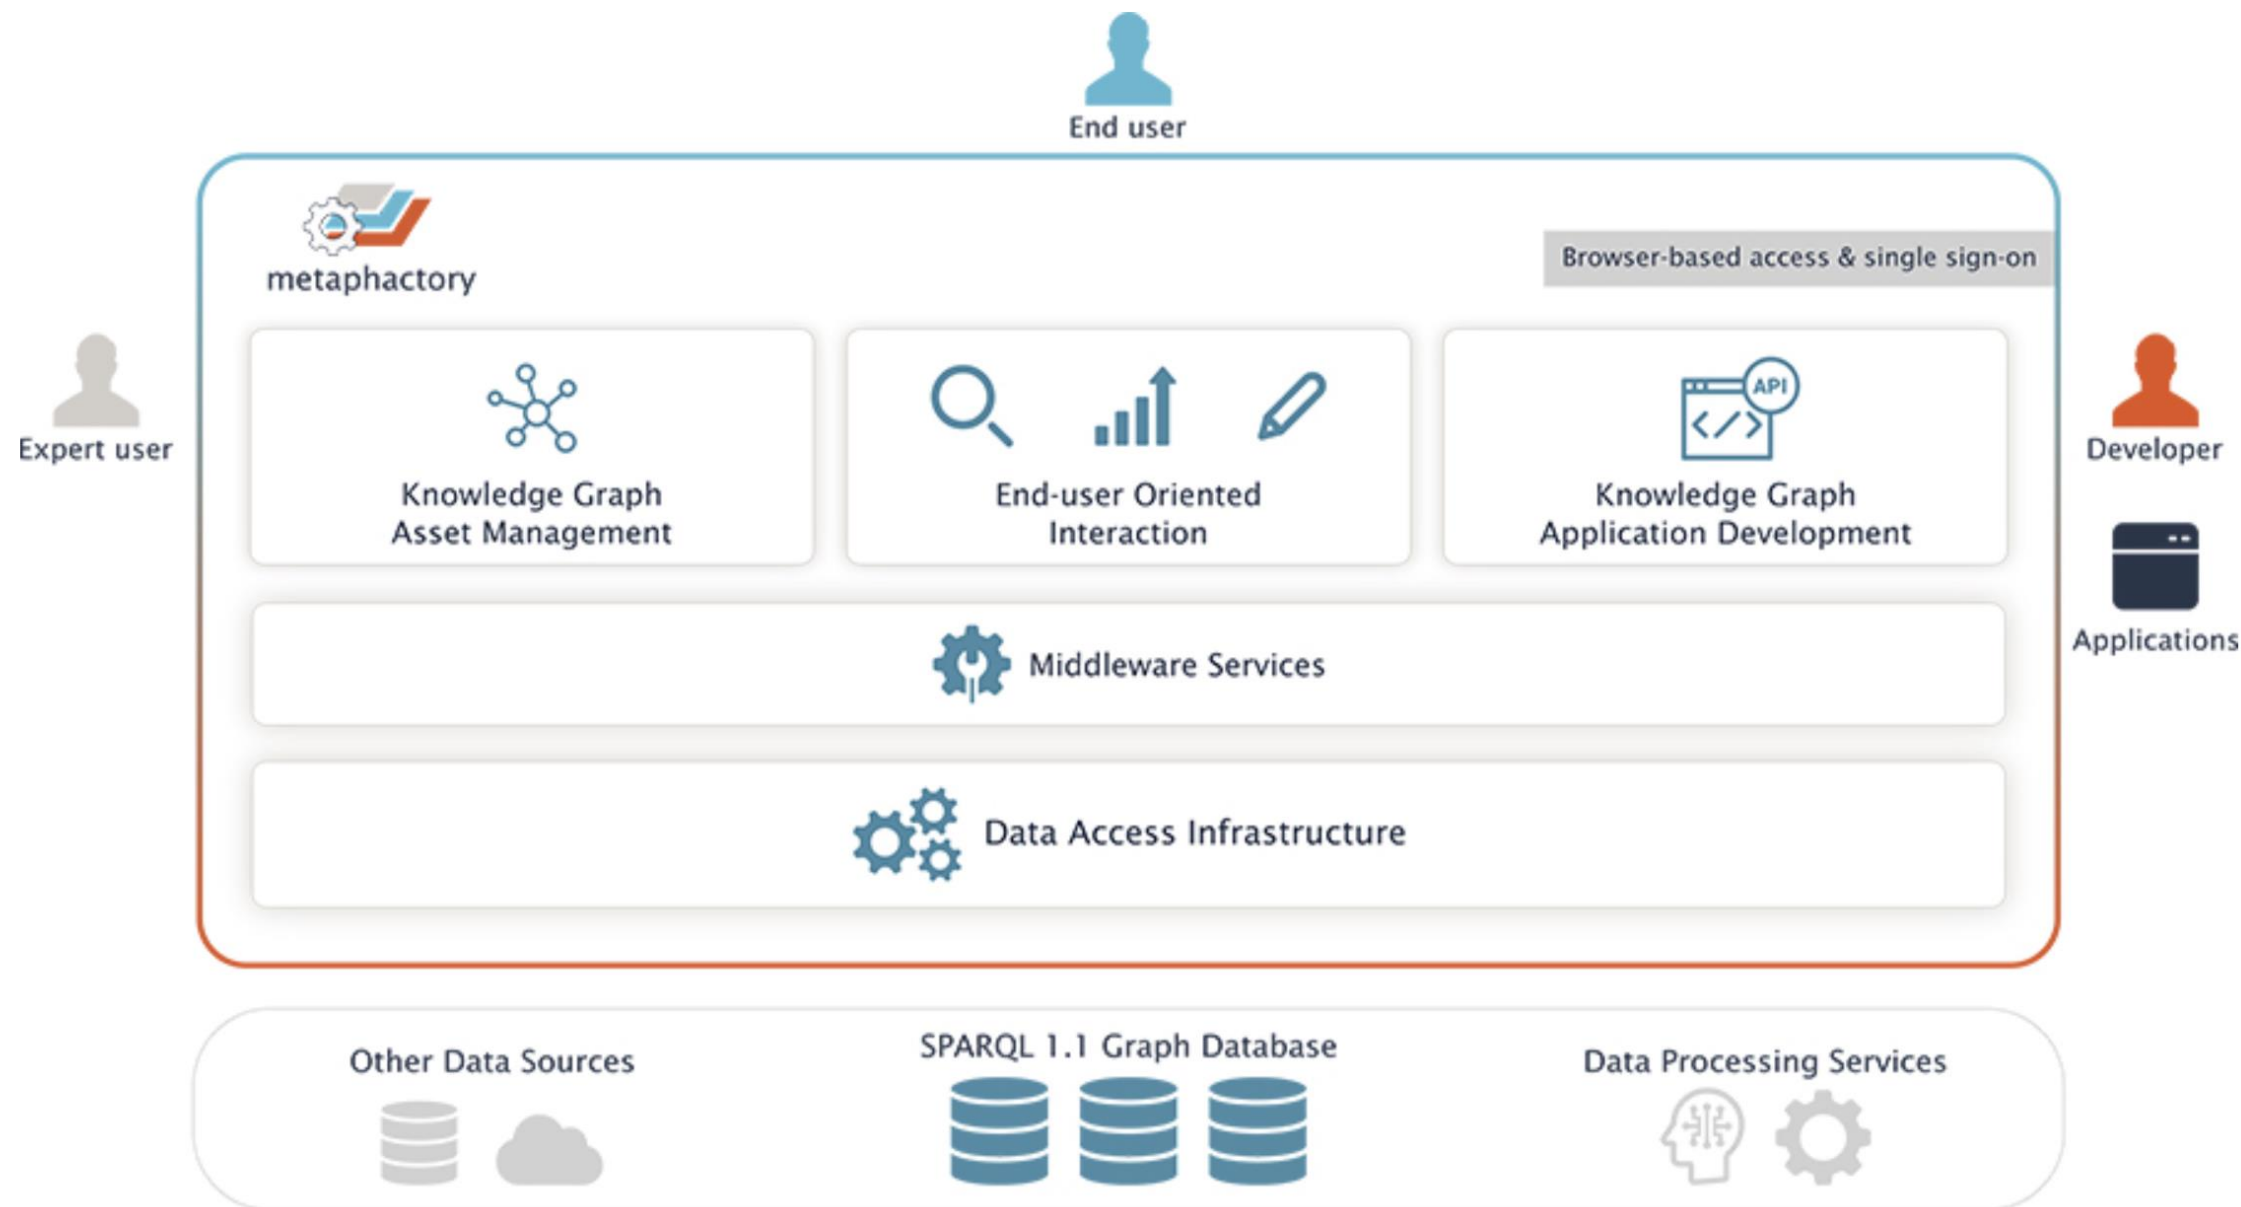 End user
metaphactory
Browser-based access & single sign-on
Expert user
Developer
API
</>
Knowledge Graph
Asset Management
End-user Oriented
Interaction
Knowledge Graph
Application Development
Applications
Middleware Services
Data Access Infrastructure
Other Data Sources
SPARQL 1.1 Graph Database
Data Processing Services